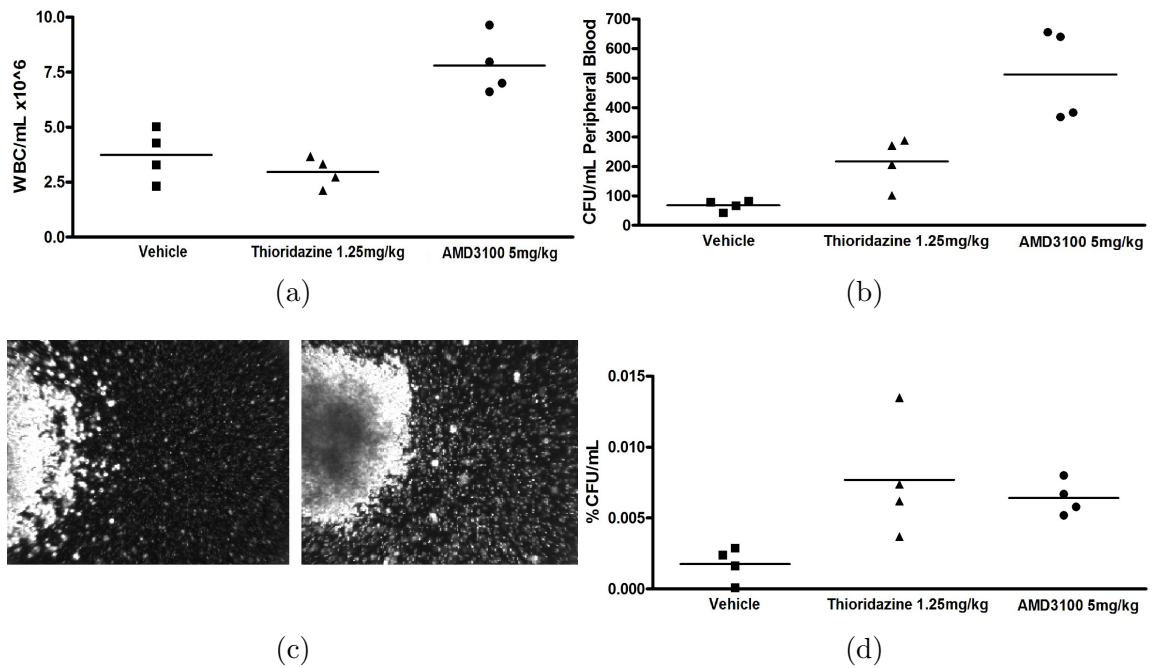 WBC/mL x10^6
10.0
7.5
5.0
2.5
0.0
Vehicle
Thioridazine 1.25mg/kg
AMD3100 5mg/kg
(a)
CFU/mL Peripheral Blood
700
600
500
400
300
200
100
0
Vehicle
Thioridazine 1.25mg/kg
AMD3100 5mg/kg
(b)
(c)
%CFU/mL
0.015
0.010
0.005
0.000
Vehicle
Thioridazine 1.25mg/kg
AMD3100 5mg/kg
(d)